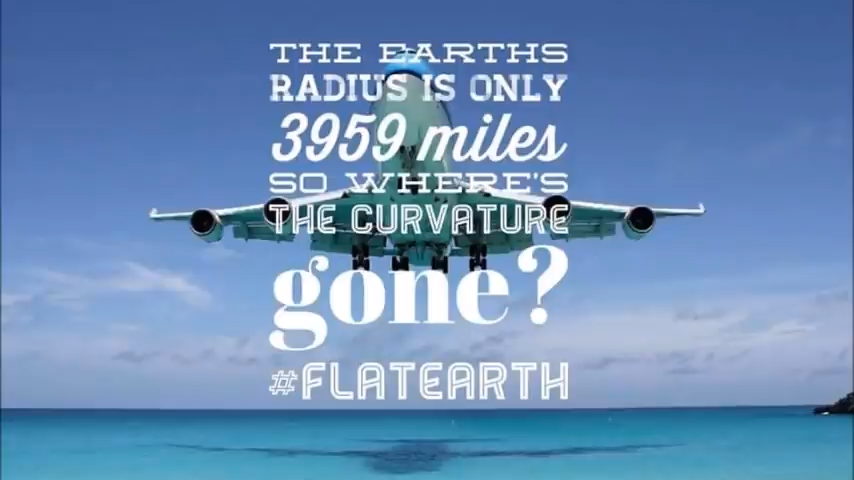 THE EARTHS
RADIUS IS ONLY
3959 miles
SO WHERE'S
THE CURVATURE
gone?
#FLATEARTH